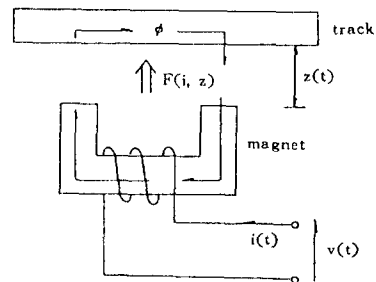 ϕ
track
F(i, z)
z(t)
magnet
i(t)
v(t)